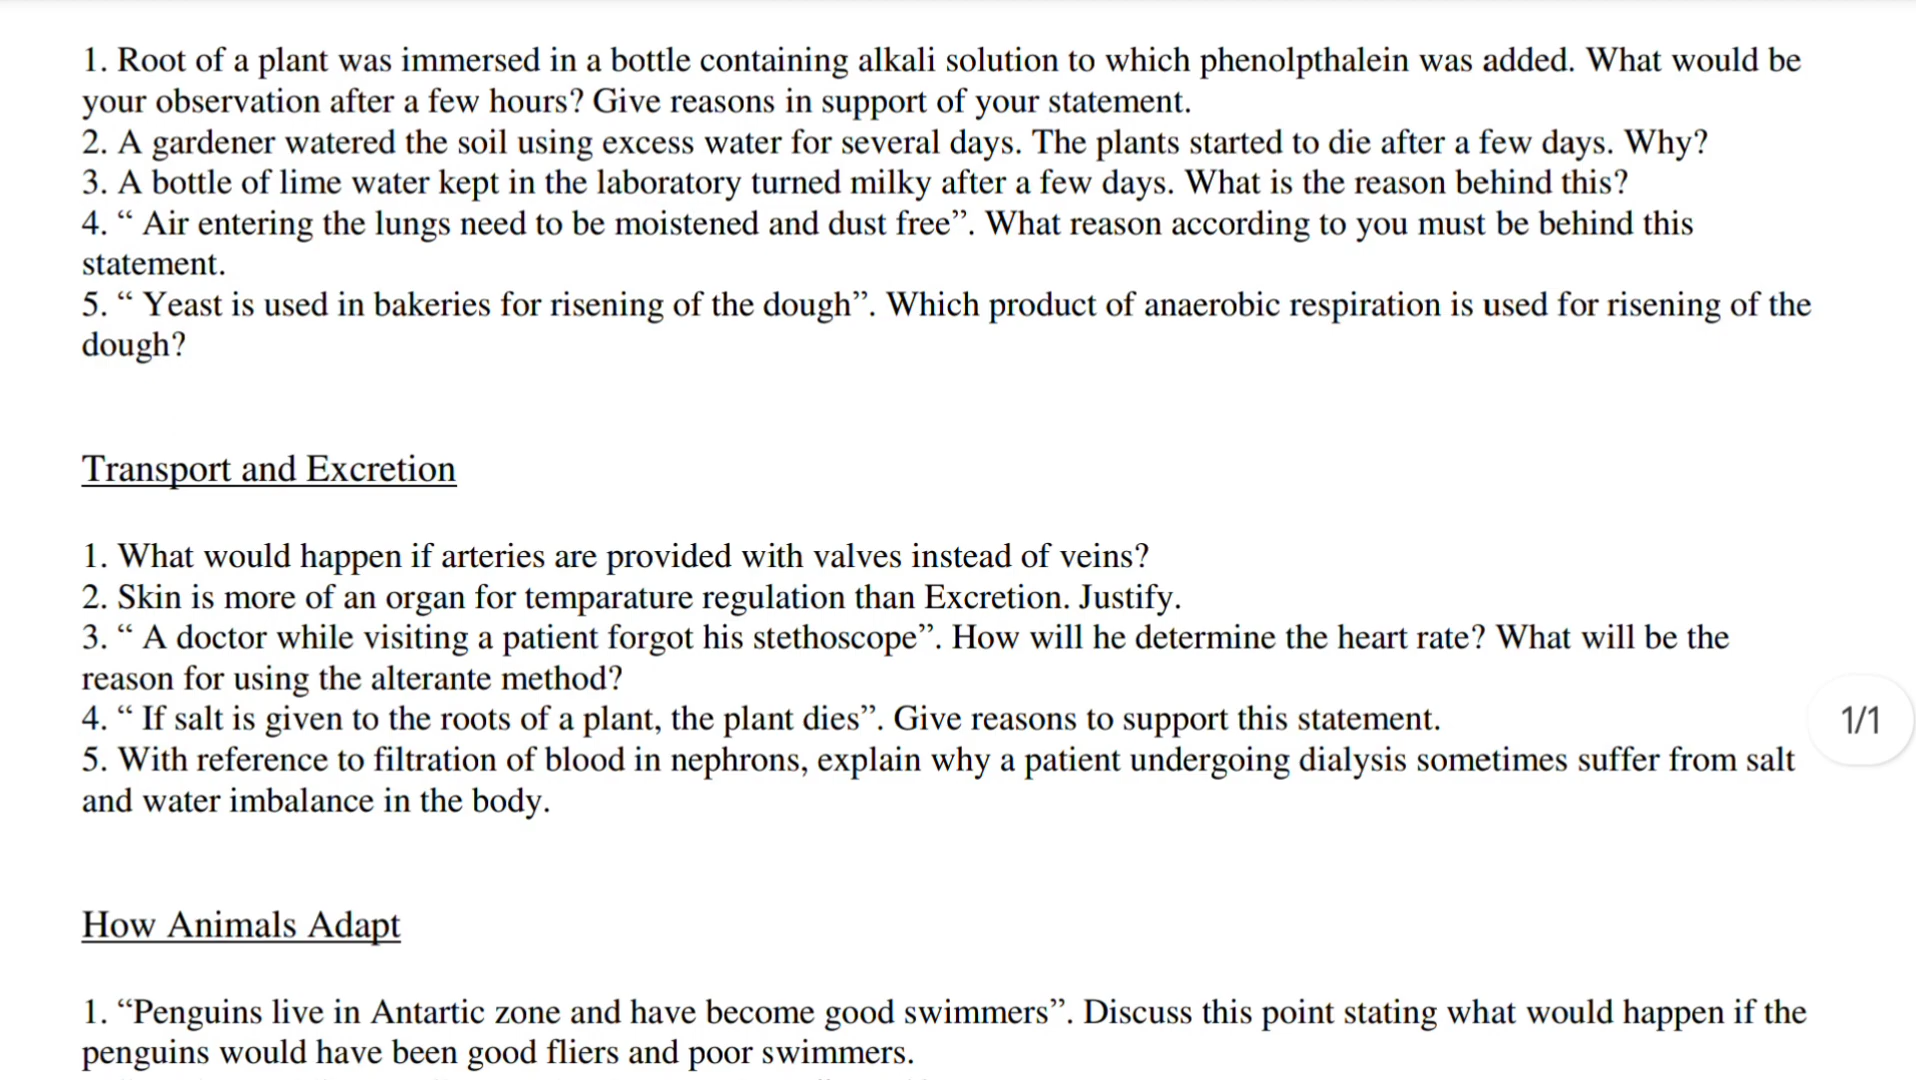 1. Root of a plant was immersed in a bottle containing alkali solution to which phenolpthalein was added. What would be
your observation after a few hours? Give reasons in support of your statement.
2. A gardener watered the soil using excess water for several days. The plants started to die after a few days. Why?
3. A bottle of lime water kept in the laboratory turned milky after a few days. What is the reason behind this?
4. “ Air entering the lungs need to be moistened and dust free”. What reason according to you must be behind this
statement.
5. “ Yeast is used in bakeries for risening of the dough”. Which product of anaerobic respiration is used for risening of the
dough?
Transport and Excretion
1. What would happen if arteries are provided with valves instead of veins?
2. Skin is more of an organ for temparature regulation than Excretion. Justify.
3. “ A doctor while visiting a patient forgot his stethoscope”. How will he determine the heart rate? What will be the
reason for using the alterante method?
4. “ If salt is given to the roots of a plant, the plant dies”. Give reasons to support this statement.
1/1
5. With reference to filtration of blood in nephrons, explain why a patient undergoing dialysis sometimes suffer from salt
and water imbalance in the body.
How Animals Adapt
1. “Penguins live in Antartic zone and have become good swimmers”. Discuss this point stating what would happen if the
penguins would have been good fliers and poor swimmers.